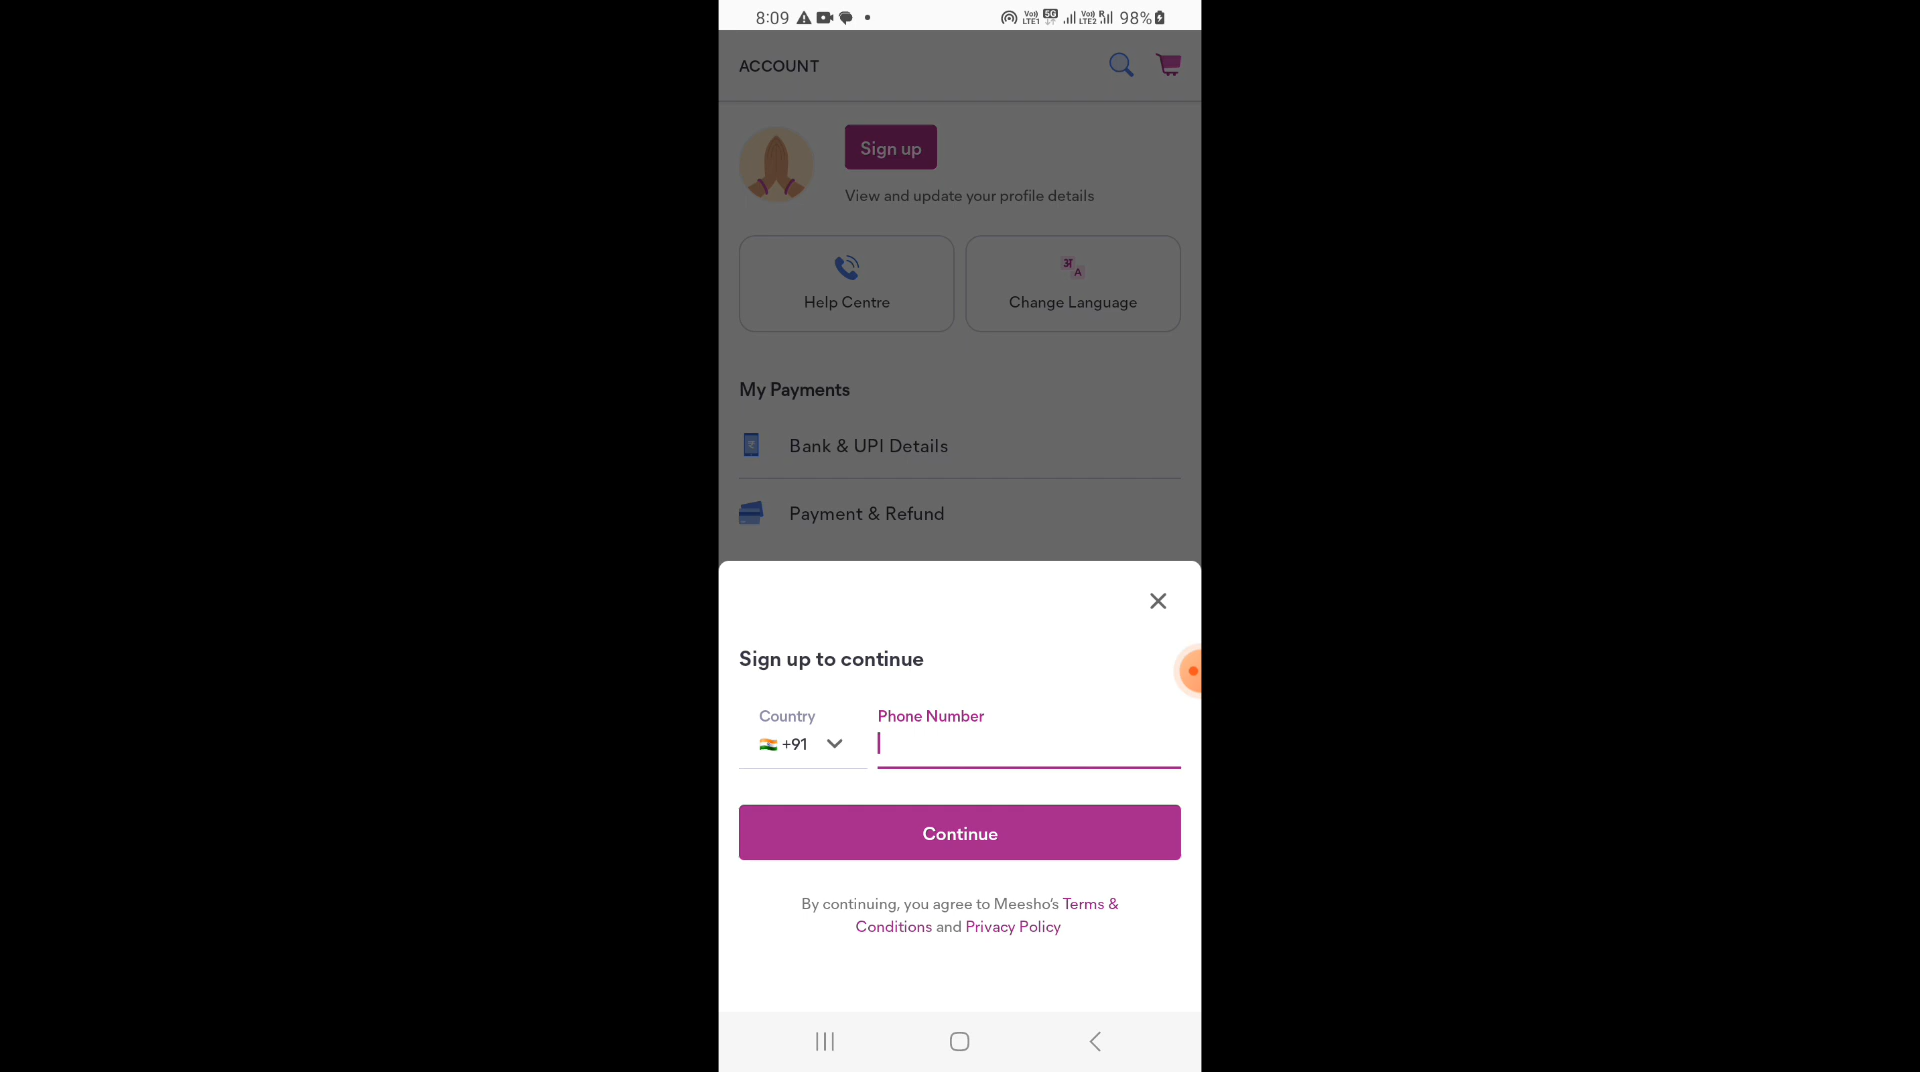 8:09 98%
ACCOUNT
Sign up
View and update your profile details
अ A
Help Centre
Change Language
My Payments
Bank & UPI Details
Payment & Refund
Sign up to continue
Country
Phone Number
+91
Continue
By continuing, you agree to Meesho's Terms &
Conditions and Privacy Policy